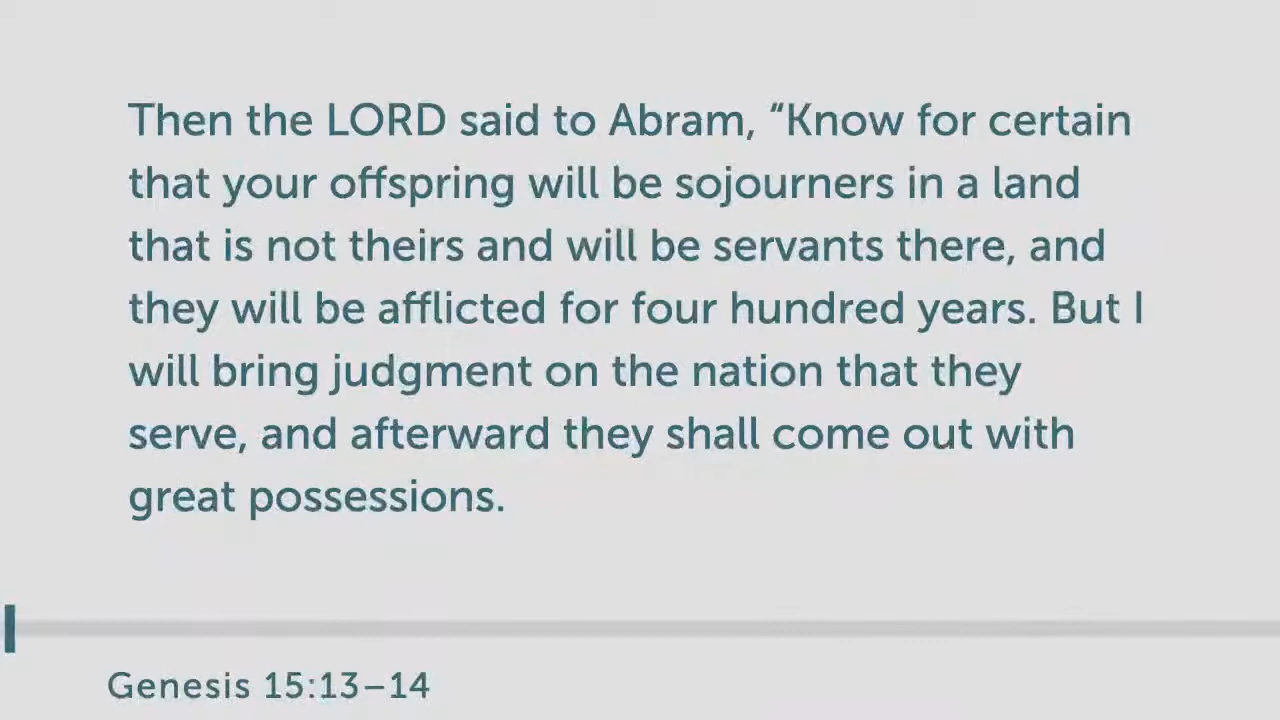 Then the LORD said to Abram, “Know for certain
that your offspring will be sojourners in a land
that is not theirs and will be servants there, and
they will be afflicted for four hundred years. But I
will bring judgment on the nation that they
serve, and afterward they shall come out with
great possessions.
Genesis 15:13–14